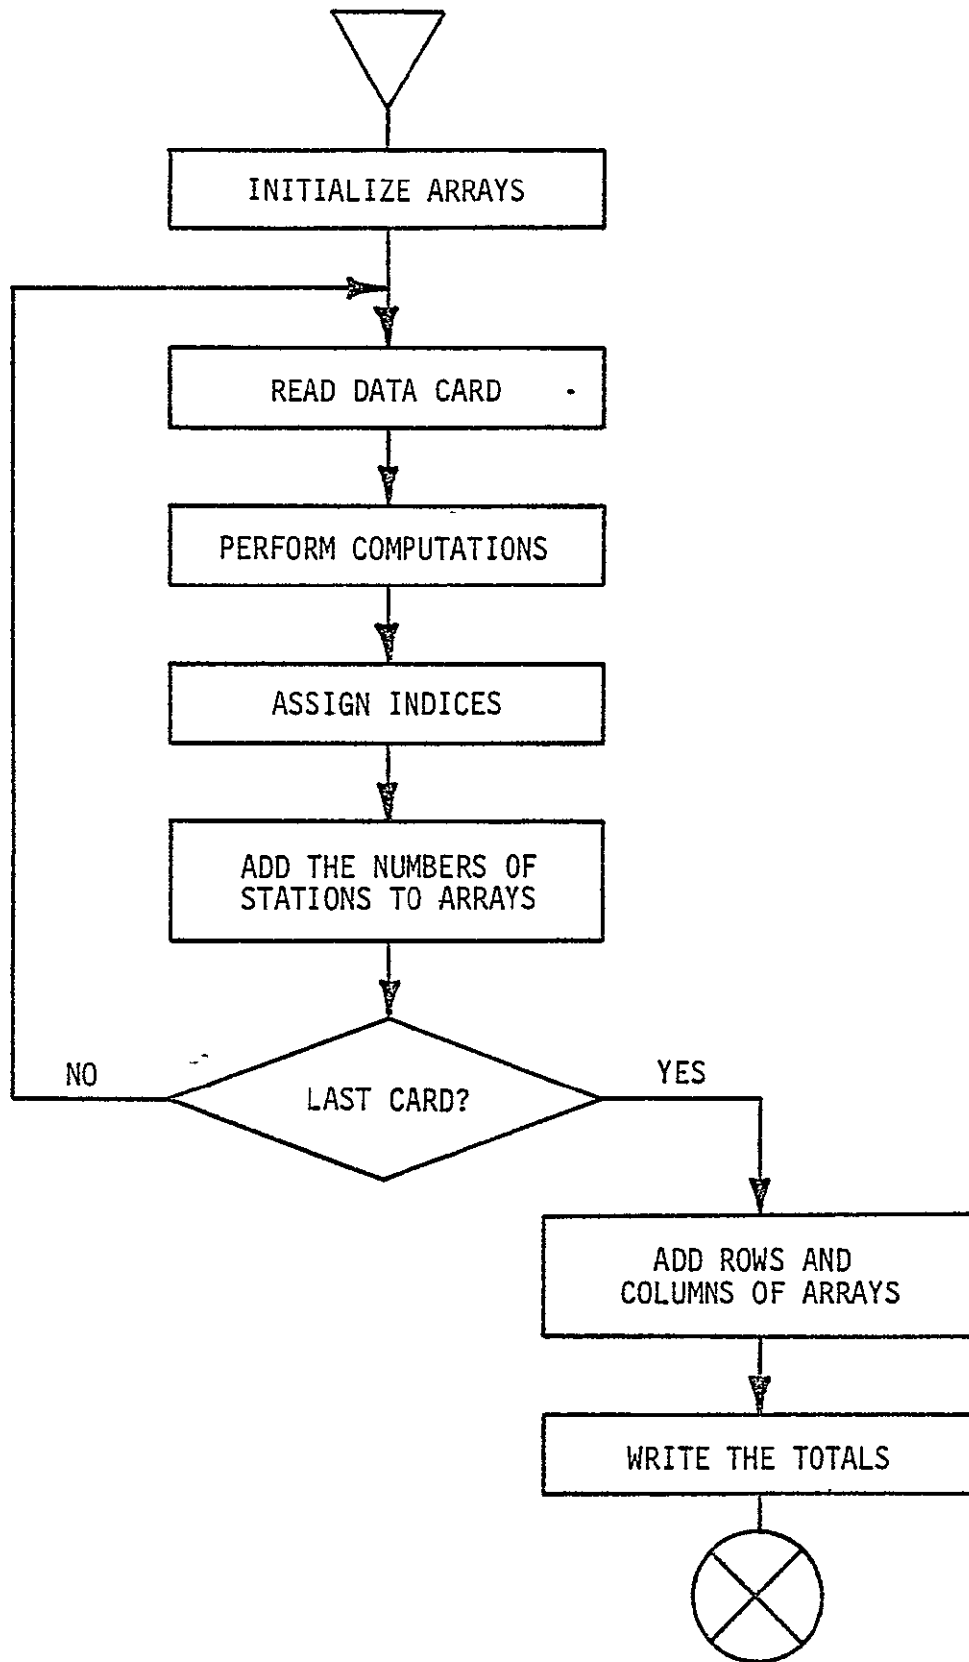 INITIALIZE ARRAYS
READ DATA CARD
PERFORM COMPUTATIONS
ASSIGN INDICES
ADD THE NUMBERS OF
STATIONS TO ARRAYS
NO
LAST CARD?
YES
ADD ROWS AND
COLUMNS OF ARRAYS
WRITE THE TOTALS